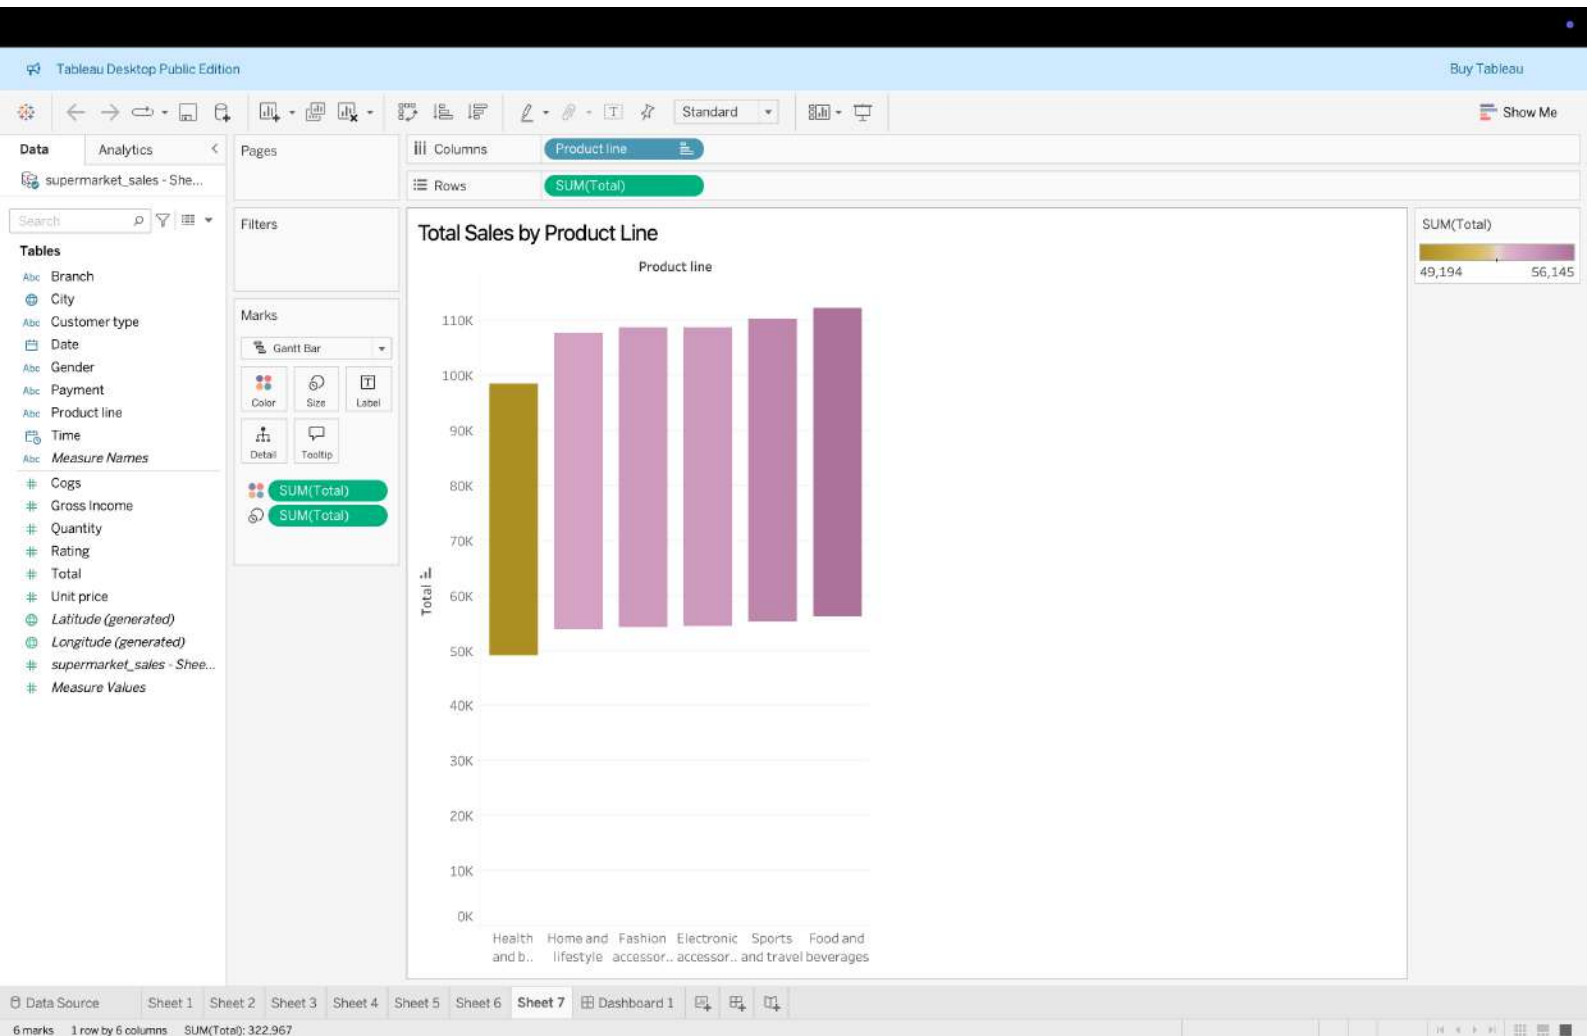 Tableau Desktop Public Edition
Buy Tableau
Standard
Show Me
Data
Analytics
Pages
Columns
Product line
supermarket_sales - She...
Rows
SUM(Total)
Search
Filters
Total Sales by Product Line
SUM(Total)
49,194
56,145
Tables
Abc Branch
City
Abc Customer type
Date
Abc Gender
Abc Payment
Abc Product line
Time
Abc Measure Names
# Cogs
# Gross Income
# Quantity
# Rating
# Total
# Unit price
Latitude (generated)
Longitude (generated)
# supermarket_sales - Shee...
# Measure Values
Marks
Gantt Bar
Color
Size
Label
Detail
Tooltip
SUM(Total)
SUM(Total)
Product line
110K
100K
90K
80K
70K
60K
50K
40K
30K
20K
10K
0K
Total
Health and b..
Home and lifestyle
Fashion accessor..
Electronic accessor..
Sports and travel
Food and beverages
Data Source
Sheet 1
Sheet 2
Sheet 3
Sheet 4
Sheet 5
Sheet 6
Sheet 7
Dashboard 1
6 marks
1 row by 6 columns
SUM(Total): 322,967